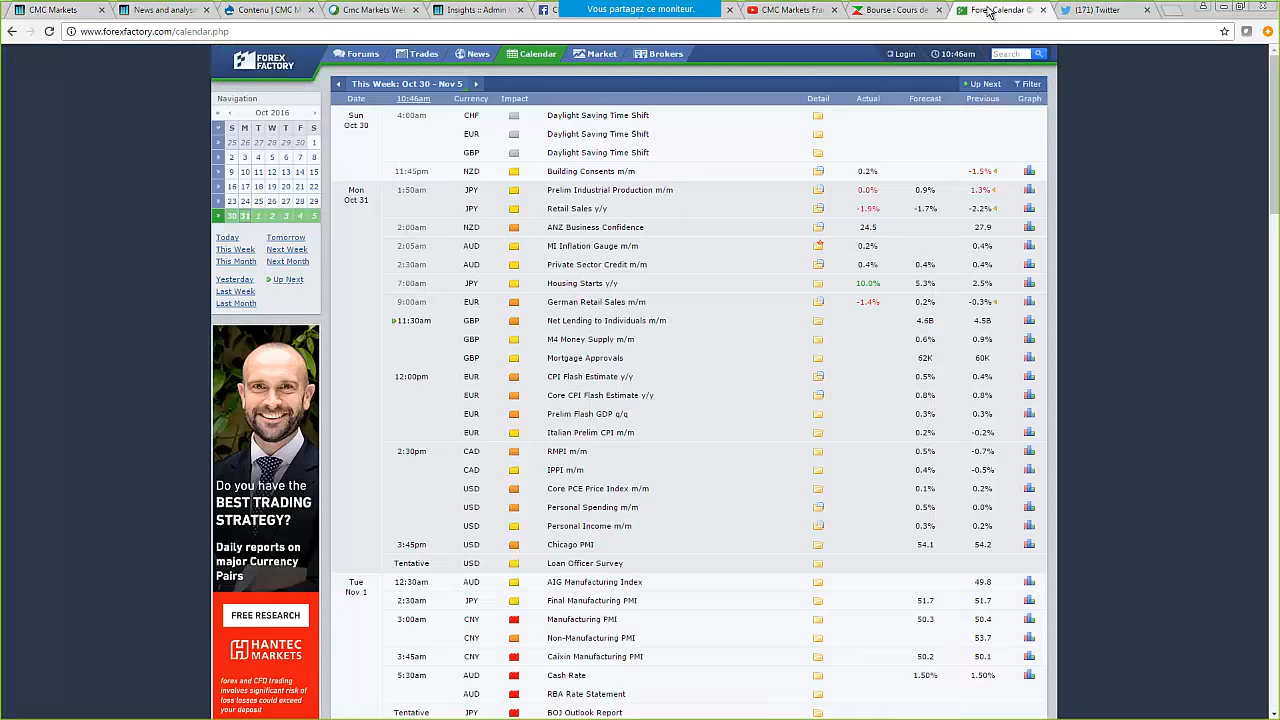 CMC Markets
News and analysis
Contenu | CMC M
Cmc Markets We
Insights :: Admin
Vous partagez ce moniteur.
CMC Markets Fra
Bourse : Cours de
Forex Calendar @
(171) Twitter
www.forexfactory.com/calendar.php
FOREX FACTORY
Forums Trades News Calendar Market Brokers
Login 10:46am Search
Navigation
Oct 2016
S M T W T F S
25 26 27 28 29 30 1
2 3 4 5 6 7 8
9 10 11 12 13 14 15
16 17 18 19 20 21 22
23 24 25 26 27 28 29
30 31 1 2 3 4 5
Today Tomorrow
This Week Next Week
This Month Next Month
Yesterday Up Next
Last Week
Last Month
Do you have the
BEST TRADING
STRATEGY?
Daily reports on
major Currency
Pairs
FREE RESEARCH
HANTEC
MARKETS
forex and CFD trading
involves significant risk of
loss losses could exceed
your deposit
This Week: Oct 30 - Nov 5 Up Next Filter
Date 10:46am Currency Impact Detail Actual Forecast Previous Graph
Sun Oct 30 4:00am CHF Daylight Saving Time Shift
EUR Daylight Saving Time Shift
GBP Daylight Saving Time Shift
11:45pm NZD Building Consents m/m 0.2% -1.5%
Mon Oct 31 1:50am JPY Prelim Industrial Production m/m 0.0% 0.9% 1.3%
JPY Retail Sales y/y -1.9% -1.7% -2.2%
2:00am NZD ANZ Business Confidence 24.5 27.9
2:05am AUD MI Inflation Gauge m/m 0.2% 0.4%
2:30am AUD Private Sector Credit m/m 0.4% 0.4% 0.4%
7:00am JPY Housing Starts y/y 10.0% 5.3% 2.5%
9:00am EUR German Retail Sales m/m -1.4% -0.3%
11:30am GBP Net Lending to Individuals m/m 4.6B 4.5B
GBP M4 Money Supply m/m 0.6% 0.9%
GBP Mortgage Approvals 62K 60K
12:00pm EUR CPI Flash Estimate y/y 0.5% 0.4%
EUR Core CPI Flash Estimate y/y 0.8% 0.8%
EUR Prelim Flash GDP q/q 0.3% 0.3%
EUR Italian Prelim CPI m/m 0.2% -0.2%
2:30pm CAD RMPI m/m 0.5% -0.7%
CAD IPPI m/m 0.4% -0.5%
USD Core PCE Price Index m/m 0.1% 0.2%
USD Personal Spending m/m 0.5% 0.0%
USD Personal Income m/m 0.3% 0.2%
3:45pm USD Chicago PMI 54.1 54.2
Tentative USD Loan Officer Survey
Tue Nov 1 12:30am AUD AIG Manufacturing Index 49.8
2:30am JPY Final Manufacturing PMI 51.7 51.7
3:00am CNY Manufacturing PMI 50.3 50.4
CNY Non-Manufacturing PMI 53.7
3:45am CNY Caixin Manufacturing PMI 50.2 50.1
5:30am AUD Cash Rate 1.50% 1.50%
AUD RBA Rate Statement
Tentative JPY BOJ Outlook Report